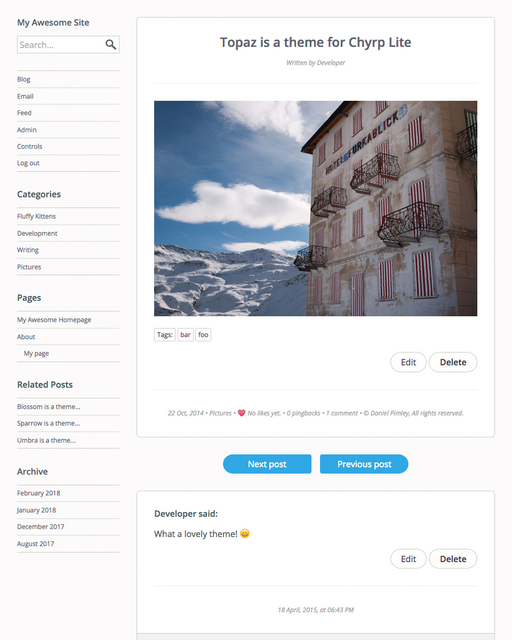 My Awesome Site
Search...
Blog
Email
Feed
Admin
Controls
Log out
Categories
Fluffy Kittens
Development
Writing
Pictures
Pages
My Awesome Homepage
About
My page
Related Posts
Blossom is a theme...
Sparrow is a theme...
Umbra is a theme...
Archive
February 2018
January 2018
December 2017
August 2017
Topaz is a theme for Chyrp Lite
Written by Developer
HOTEL FURKABLICK
Tags: bar foo
Edit Delete
22 Oct, 2014 • Pictures • ❤️ No likes yet. • 0 pingbacks • 1 comment • © Daniel Pimley, All rights reserved.
Next post Previous post
Developer said:
What a lovely theme! 😀
Edit Delete
18 April, 2015, at 06:43 PM